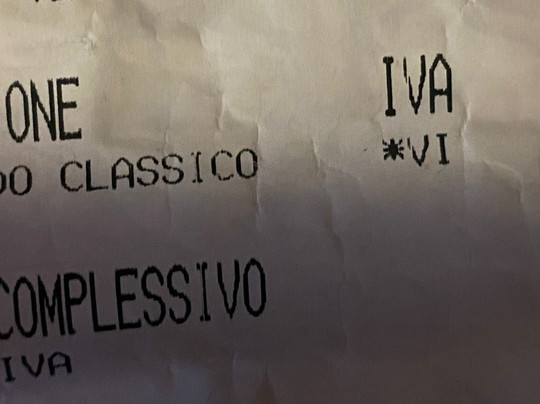 ONE IVA
DO CLASSICO *VI
COMPLESSIVO
IVA